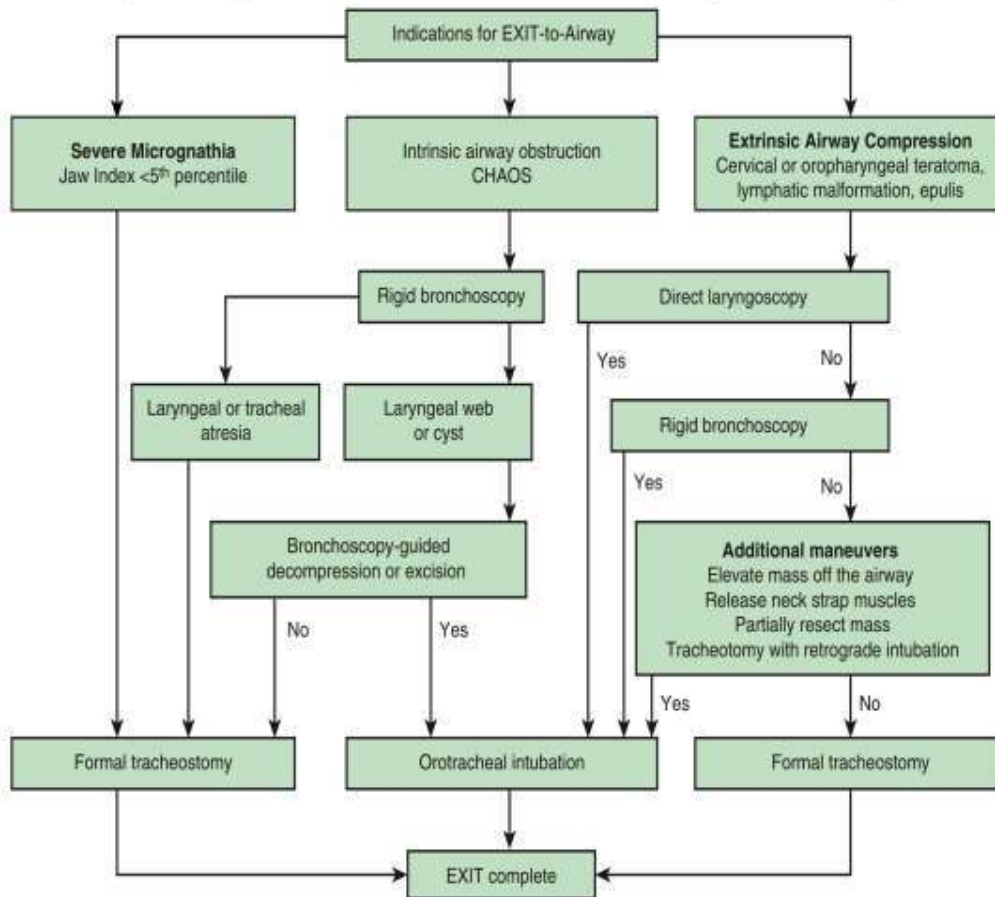 Indications for EXIT-to-Airway
Severe Micrognathia
Jaw Index <5th percentile
Intrinsic airway obstruction
CHAOS
Extrinsic Airway Compression
Cervical or oropharyngeal teratoma,
lymphatic malformation, epulis
Rigid bronchoscopy
Direct laryngoscopy
Yes
No
Laryngeal or tracheal
atresia
Laryngeal web
or cyst
Rigid bronchoscopy
Yes
No
Bronchoscopy-guided
decompression or excision
Additional maneuvers
Elevate mass off the airway
Release neck strap muscles
Partially resect mass
Tracheotomy with retrograde intubation
No
Yes
Yes
No
Formal tracheostomy
Orotracheal intubation
Formal tracheostomy
EXIT complete